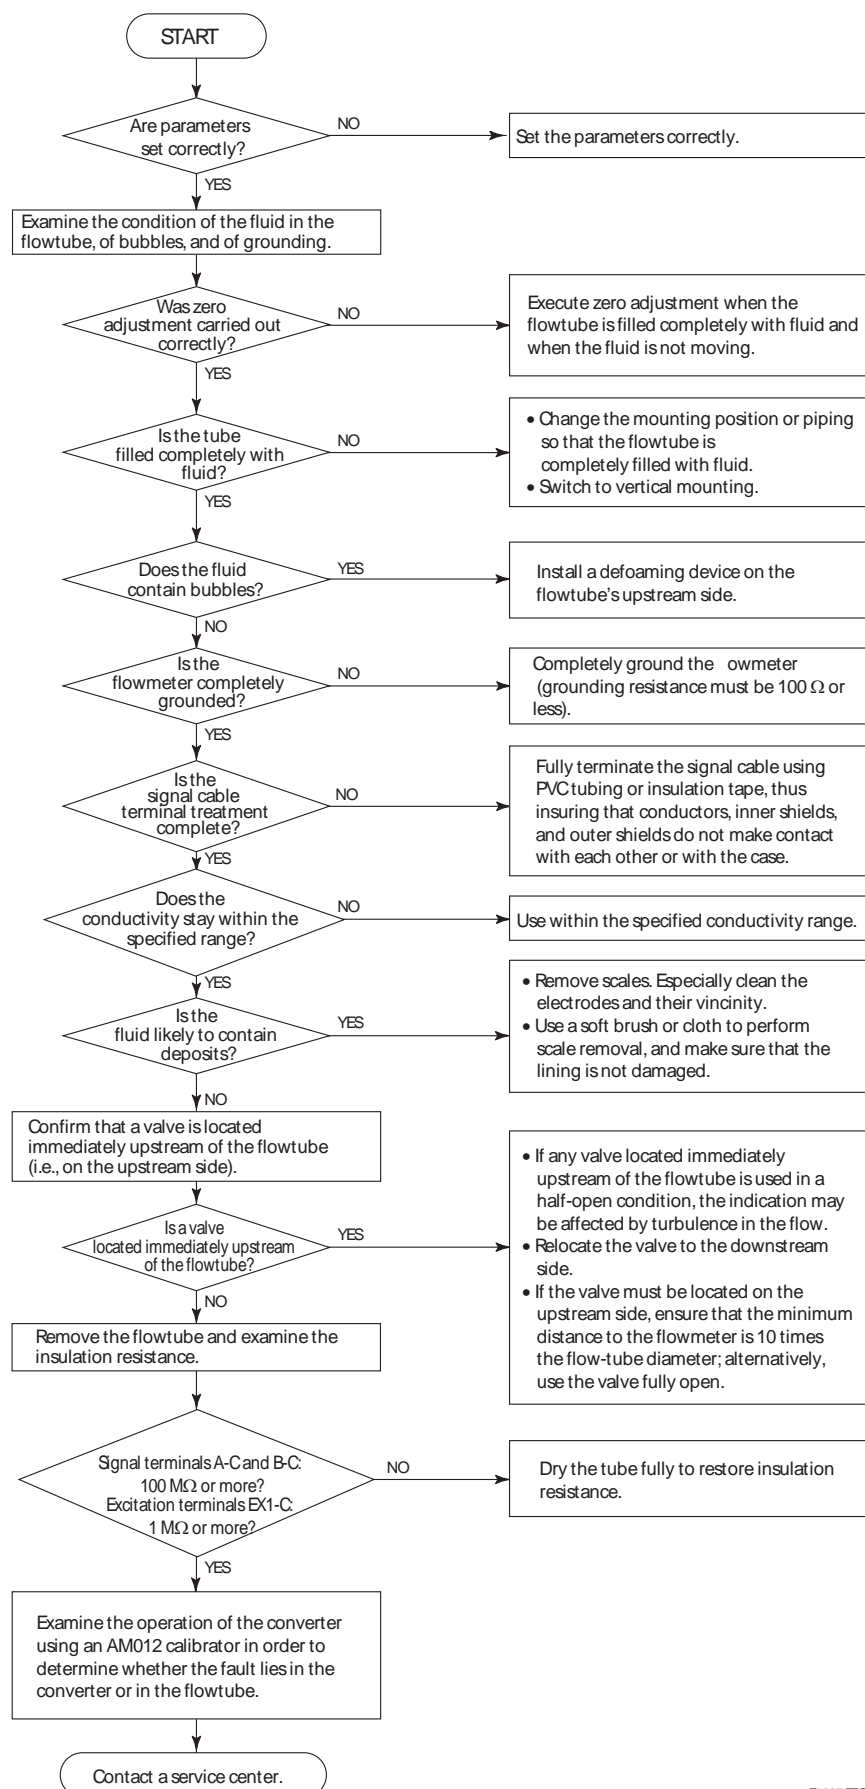 START
Are parameters
set correctly?
NO
Set the parameters correctly.
YES
Examine the condition of the fluid in the
flowtube, of bubbles, and of grounding.
Was zero
adjustment carried out
correctly?
NO
Execute zero adjustment when the
flowtube is filled completely with fluid and
when the fluid is not moving.
YES
Is the tube
filled completely with
fluid?
NO
• Change the mounting position or piping
so that the flowtube is
completely filled with fluid.
• Switch to vertical mounting.
YES
Does the fluid
contain bubbles?
YES
Install a defoaming device on the
flowtube's upstream side.
NO
Is the
flowmeter completely
grounded?
NO
Completely ground the owmeter
(grounding resistance must be 100 Ω or
less).
YES
Is the
signal cable
terminal treatment
complete?
NO
Fully terminate the signal cable using
PVC tubing or insulation tape, thus
insuring that conductors, inner shields,
and outer shields do not make contact
with each other or with the case.
YES
Does the
conductivity stay within the
specified range?
NO
Use within the specified conductivity range.
YES
Is the
fluid likely to contain
deposits?
YES
• Remove scales. Especially clean the
electrodes and their vincinity.
• Use a soft brush or cloth to perform
scale removal, and make sure that the
lining is not damaged.
NO
Confirm that a valve is located
immediately upstream of the flowtube
(i.e., on the upstream side).
Is a valve
located immediately upstream
of the flowtube?
YES
• If any valve located immediately
upstream of the flowtube is used in a
half-open condition, the indication may
be affected by turbulence in the flow.
• Relocate the valve to the downstream
side.
• If the valve must be located on the
upstream side, ensure that the minimum
distance to the flowmeter is 10 times
the flow-tube diameter; alternatively,
use the valve fully open.
NO
Remove the flowtube and examine the
insulation resistance.
Signal terminals A-C and B-C:
100 MΩ or more?
Excitation terminals EX1-C:
1 MΩ or more?
NO
Dry the tube fully to restore insulation
resistance.
YES
Examine the operation of the converter
using an AM012 calibrator in order to
determine whether the fault lies in the
converter or in the flowtube.
Contact a service center.